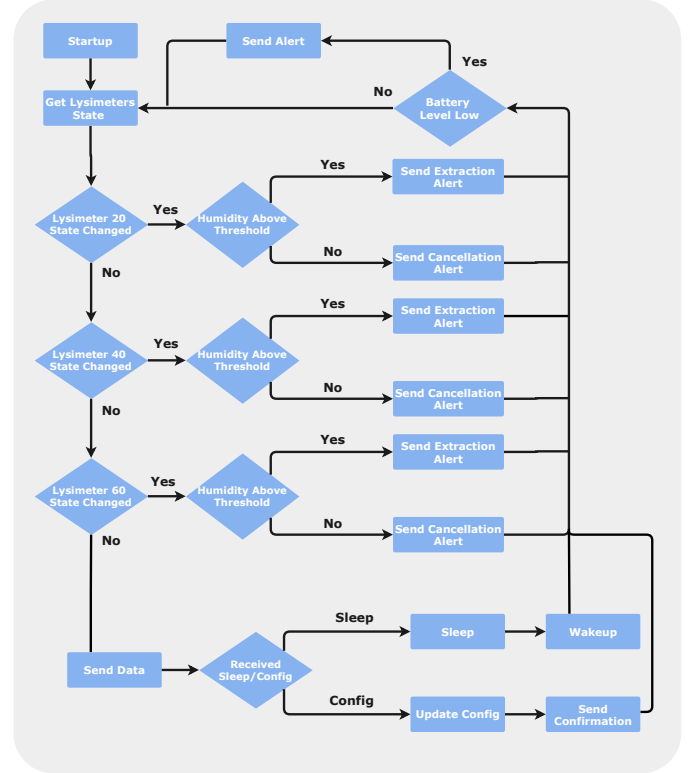 Startup
Send Alert
Yes
Get Lysimeters
State
No
Battery
Level Low
Lysimeter 20
State Changed
Yes
Humidity Above
Threshold
Yes
Send Extraction
Alert
No
Send Cancellation
Alert
No
Lysimeter 40
State Changed
Yes
Humidity Above
Threshold
Yes
Send Extraction
Alert
No
Send Cancellation
Alert
No
Lysimeter 60
State Changed
Yes
Humidity Above
Threshold
Yes
Send Extraction
Alert
No
Send Cancellation
Alert
No
Send Data
Received
Sleep/Config
Sleep
Sleep
Wakeup
Config
Update Config
Send
Confirmation